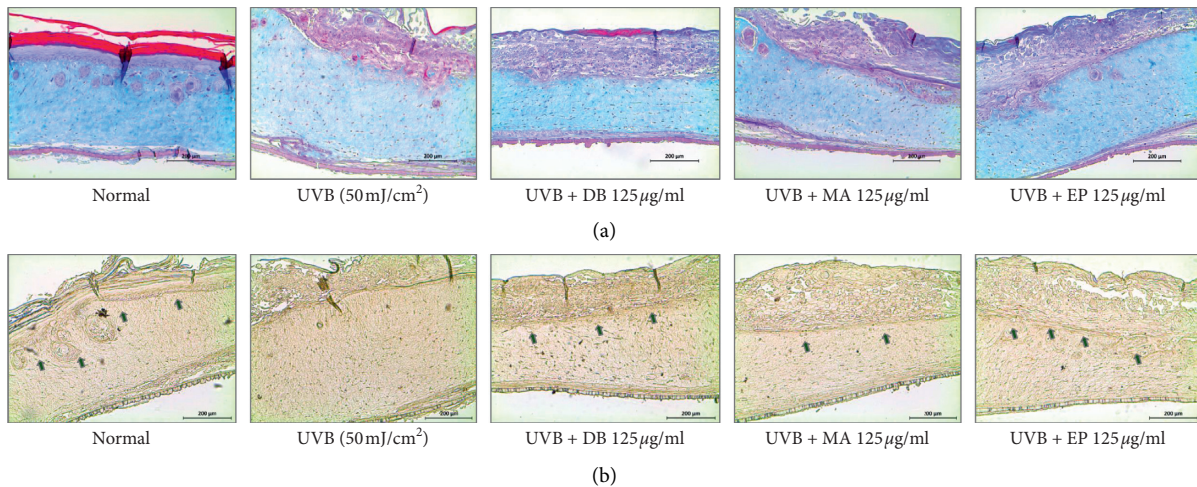 200 µm 200 µm 200 µm 200 µm 200 µm
Normal UVB (50 mJ/cm²) UVB + DB 125 µg/ml UVB + MA 125 µg/ml UVB + EP 125 µg/ml
(a)
200 µm 200 µm 200 µm 200 µm 200 µm
Normal UVB (50 mJ/cm²) UVB + DB 125 µg/ml UVB + MA 125 µg/ml UVB + EP 125 µg/ml
(b)